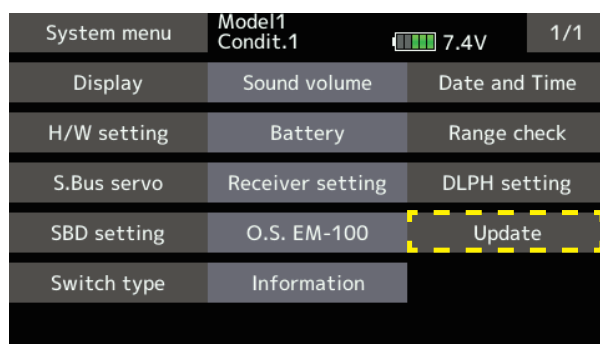 System menu
Model1
Condit.1
7.4V
1/1
Display
Sound volume
Date and Time
H/W setting
Battery
Range check
S.Bus servo
Receiver setting
DLPH setting
SBD setting
O.S. EM-100
Update
Switch type
Information